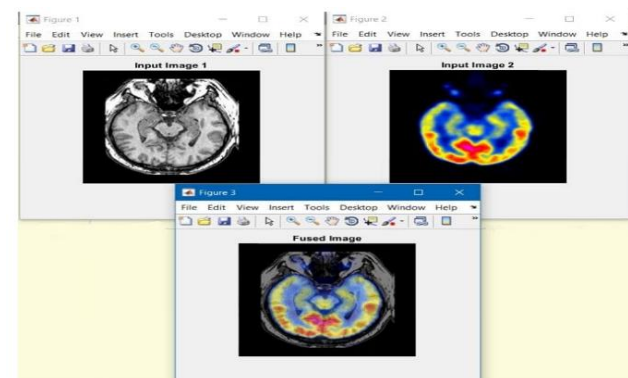 Figure 1
File Edit View Insert Tools Desktop Window Help
Input Image 1
Figure 2
File Edit View Insert Tools Desktop Window Help
Input Image 2
Figure 3
File Edit View Insert Tools Desktop Window Help
Fused Image